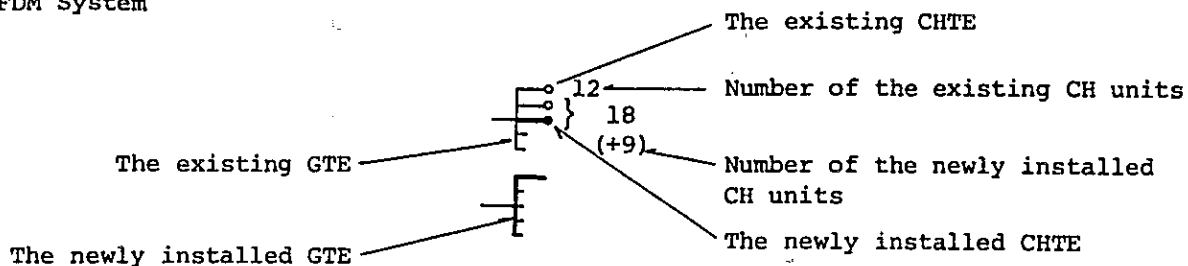 FDM System
The existing CHTE
12
Number of the existing CH units
} 18
(+9)
The existing GTE
Number of the newly installed
CH units
The newly installed CHTE
The newly installed GTE